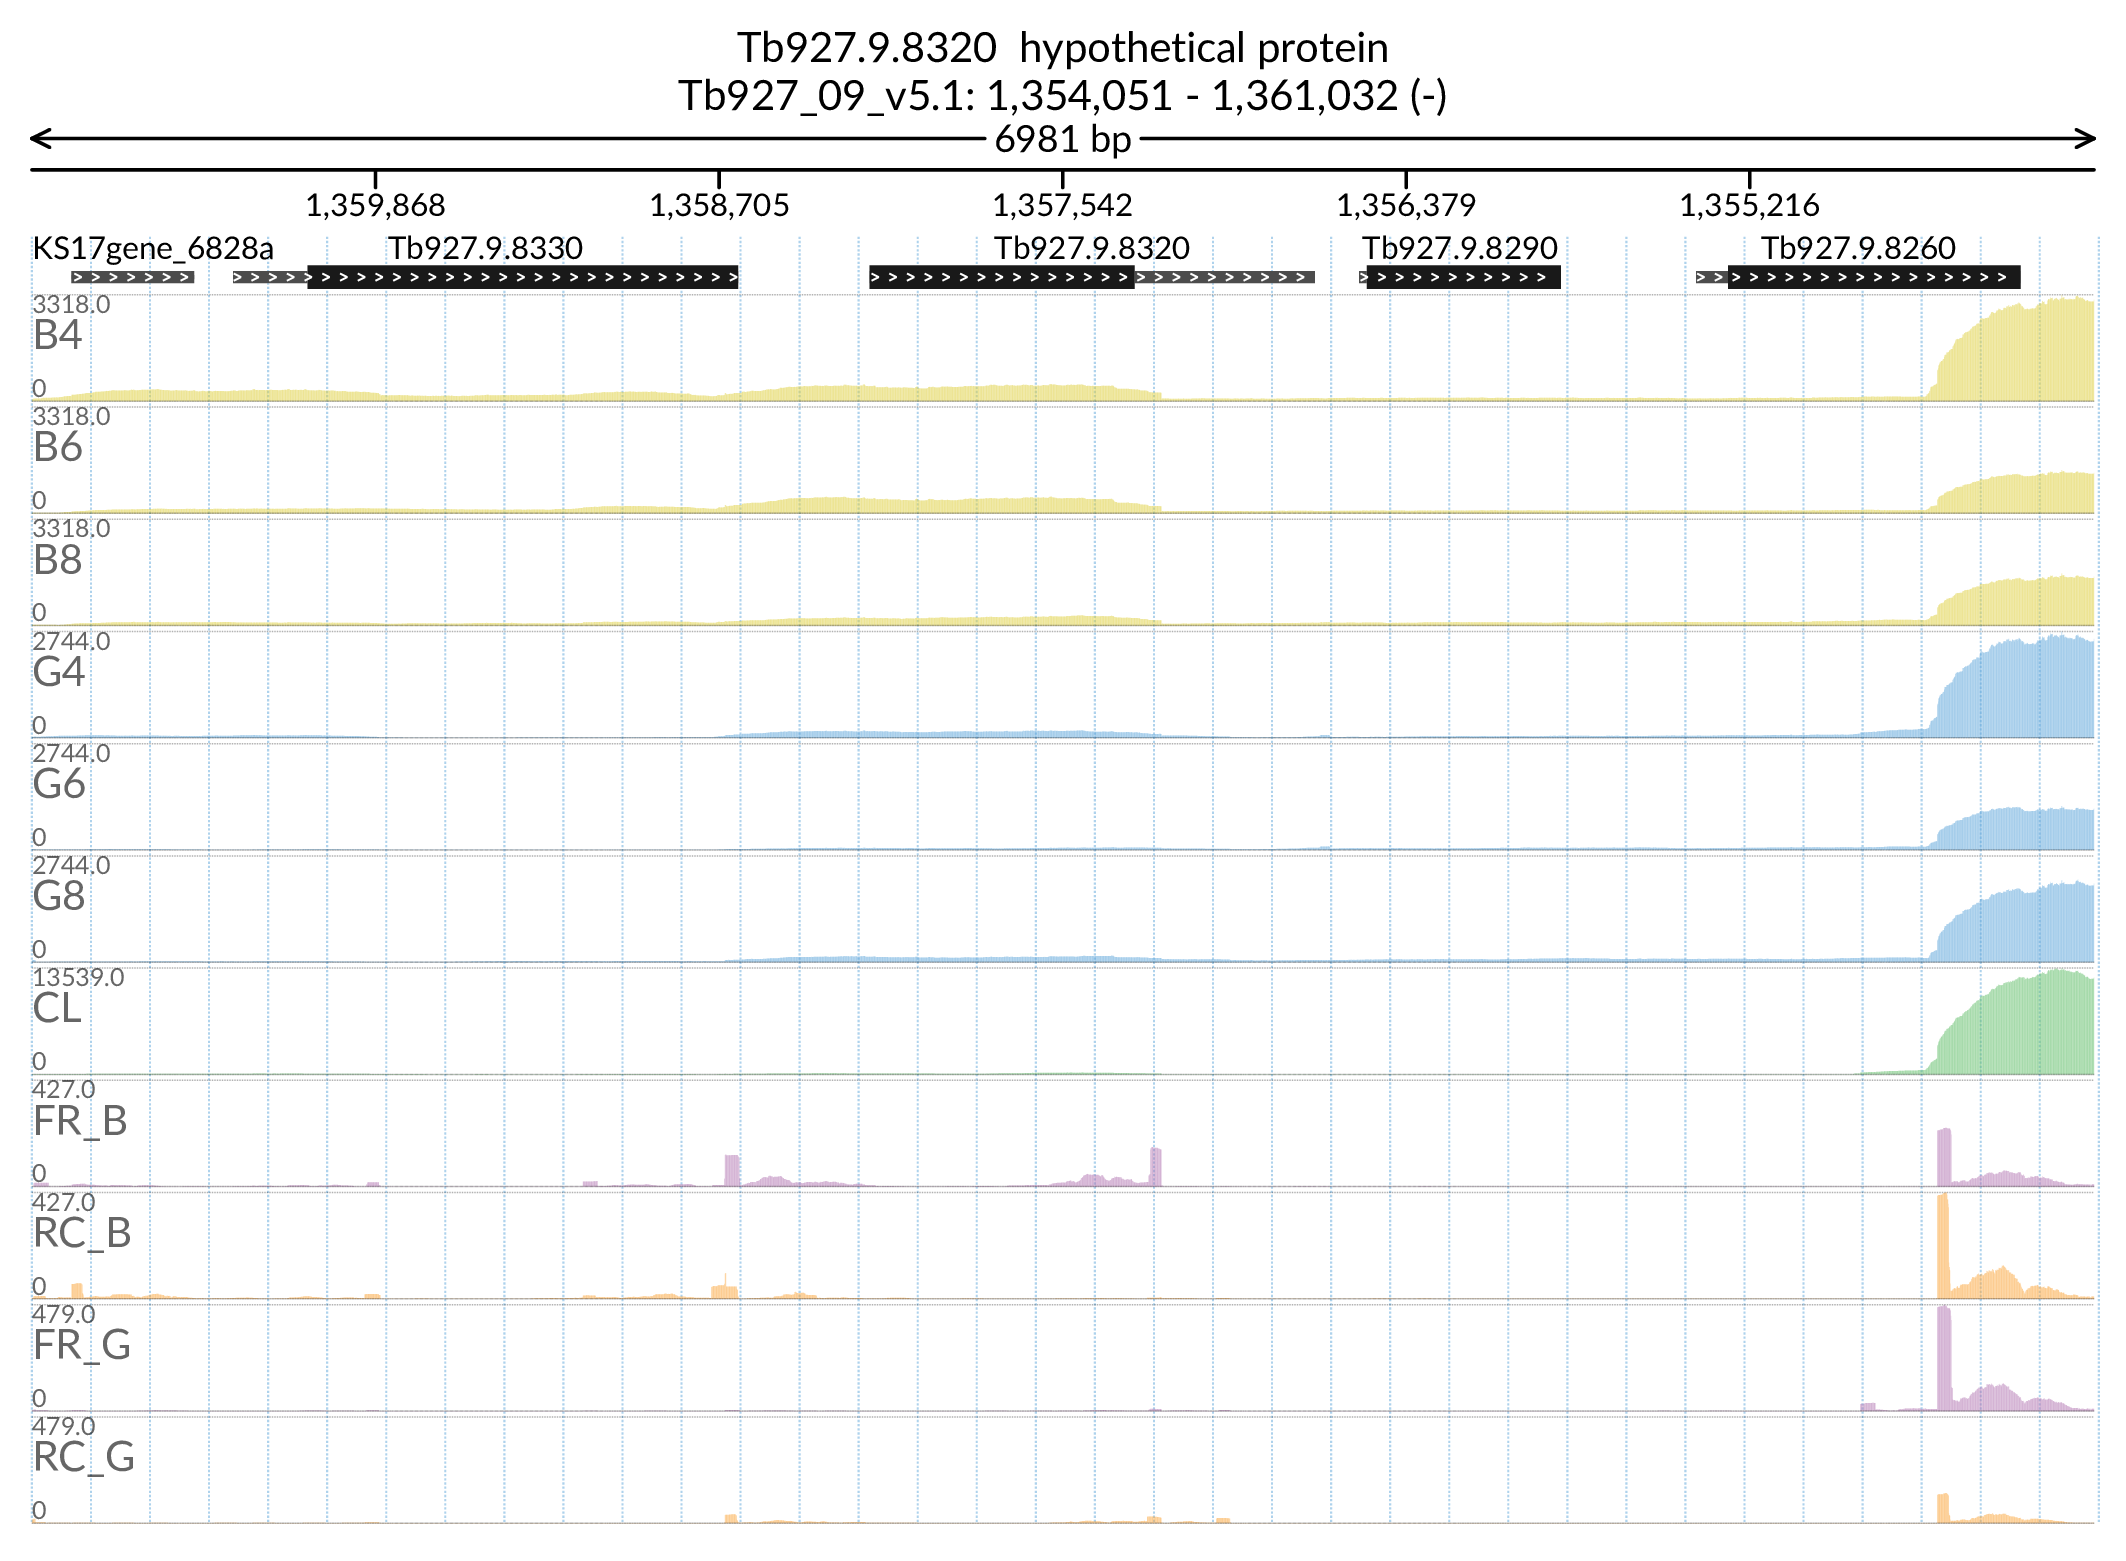 Tb927.9.8320  hypothetical protein
Tb927_09_v5.1: 1,354,051 - 1,361,032 (-)
6981 bp
1,359,868 1,358,705 1,357,542 1,356,379 1,355,216
KS17gene_6828a Tb927.9.8330 Tb927.9.8320 Tb927.9.8290 Tb927.9.8260
3318.0
B4
0
3318.0
B6
0
3318.0
B8
0
2744.0
G4
0
2744.0
G6
0
2744.0
G8
0
13539.0
CL
0
427.0
FR_B
0
427.0
RC_B
0
479.0
FR_G
0
479.0
RC_G
0